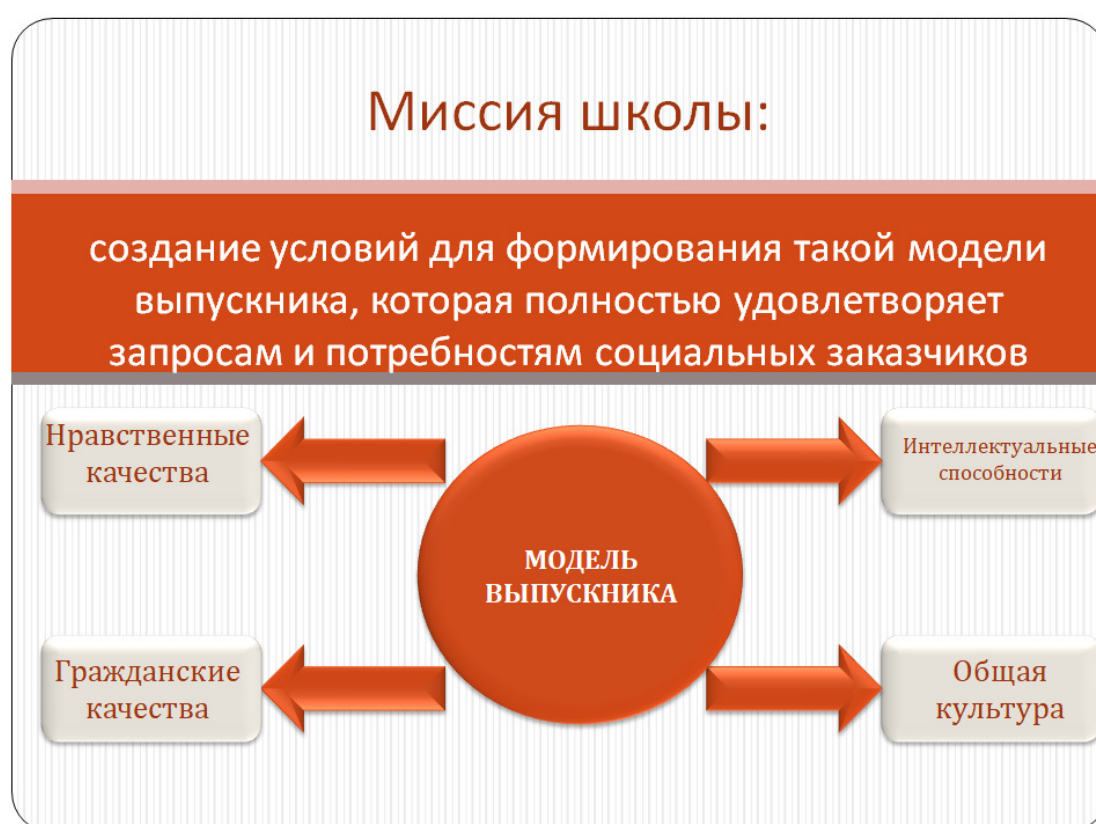 Миссия школы:
создание условий для формирования такой модели
выпускника, которая полностью удовлетворяет
запросам и потребностям социальных заказчиков
Нравственные
качества
Интеллектуальные
способности
МОДЕЛЬ
ВЫПУСКНИКА
Гражданские
качества
Общая
культура